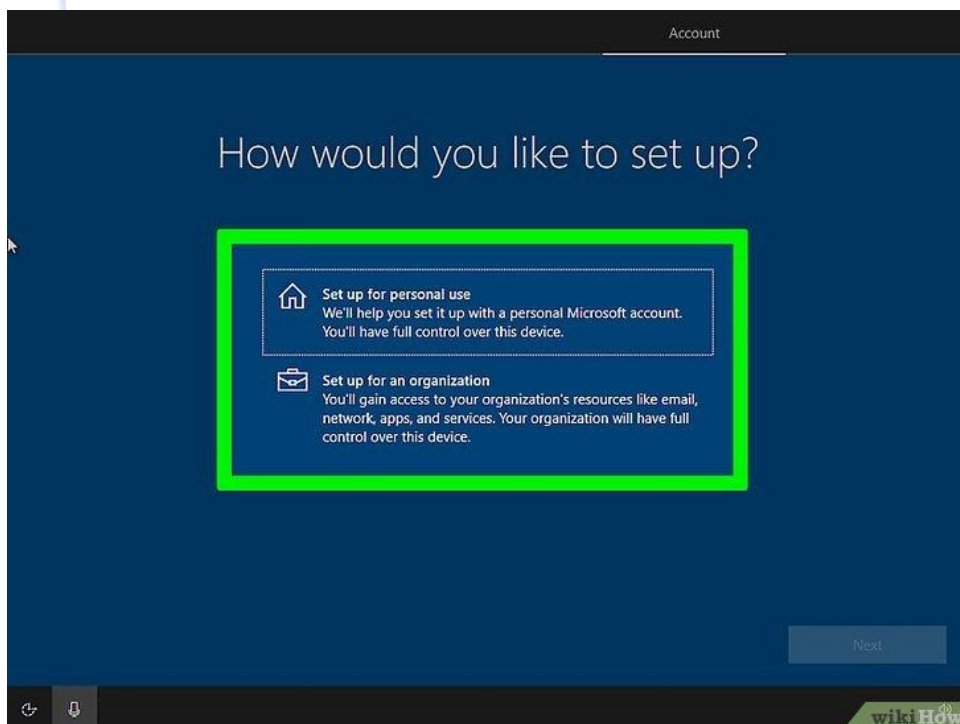 Account
How would you like to set up?
Set up for personal use
We'll help you set it up with a personal Microsoft account.
You'll have full control over this device.
Set up for an organization
You'll gain access to your organization's resources like email,
network, apps, and services. Your organization will have full
control over this device.
Next
wikiHow